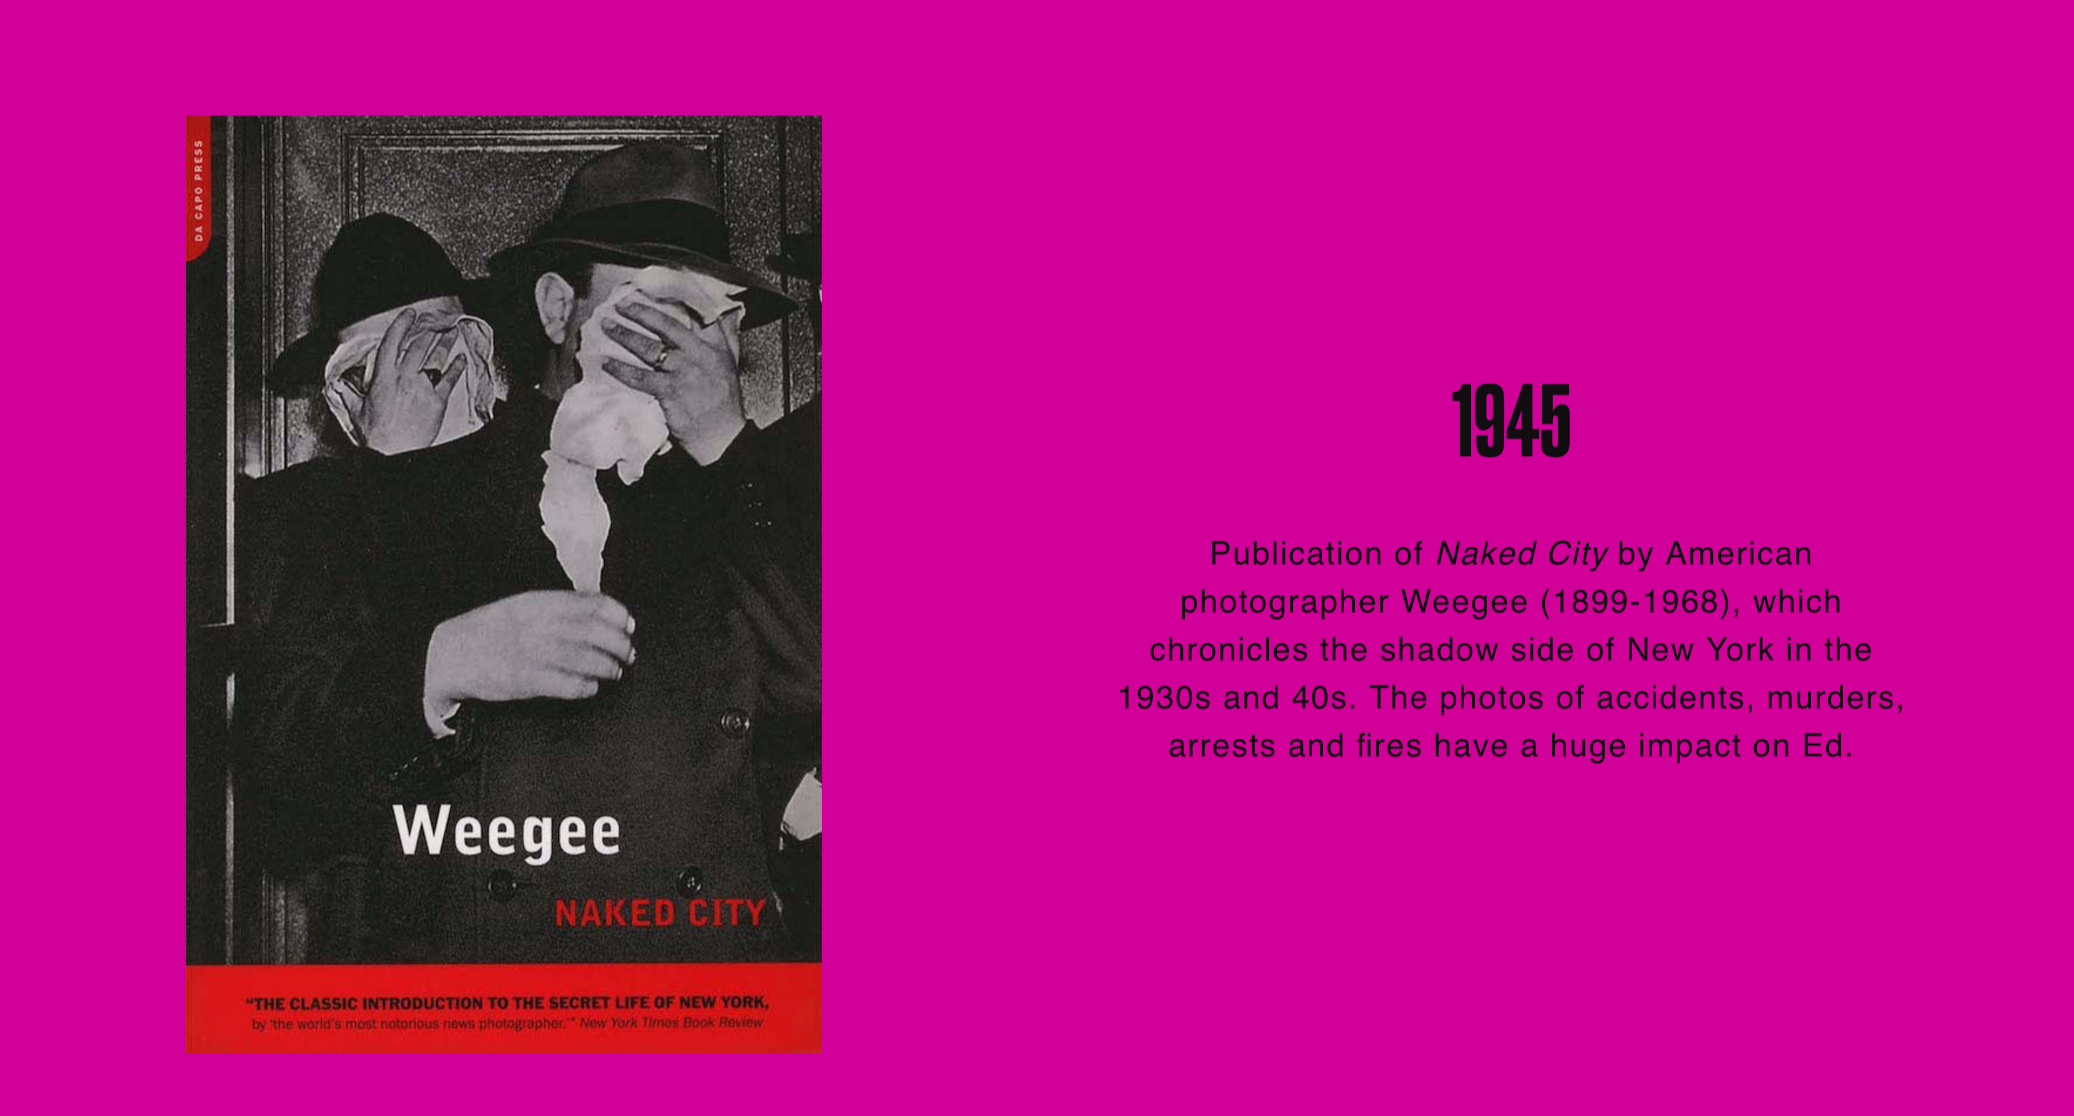 DA CAPO PRESS
Weegee
NAKED CITY
“THE CLASSIC INTRODUCTION TO THE SECRET LIFE OF NEW YORK,
by ‘the world’s most notorious news photographer.’” New York Times Book Review
1945
Publication of Naked City by American
photographer Weegee (1899-1968), which
chronicles the shadow side of New York in the
1930s and 40s. The photos of accidents, murders,
arrests and fires have a huge impact on Ed.